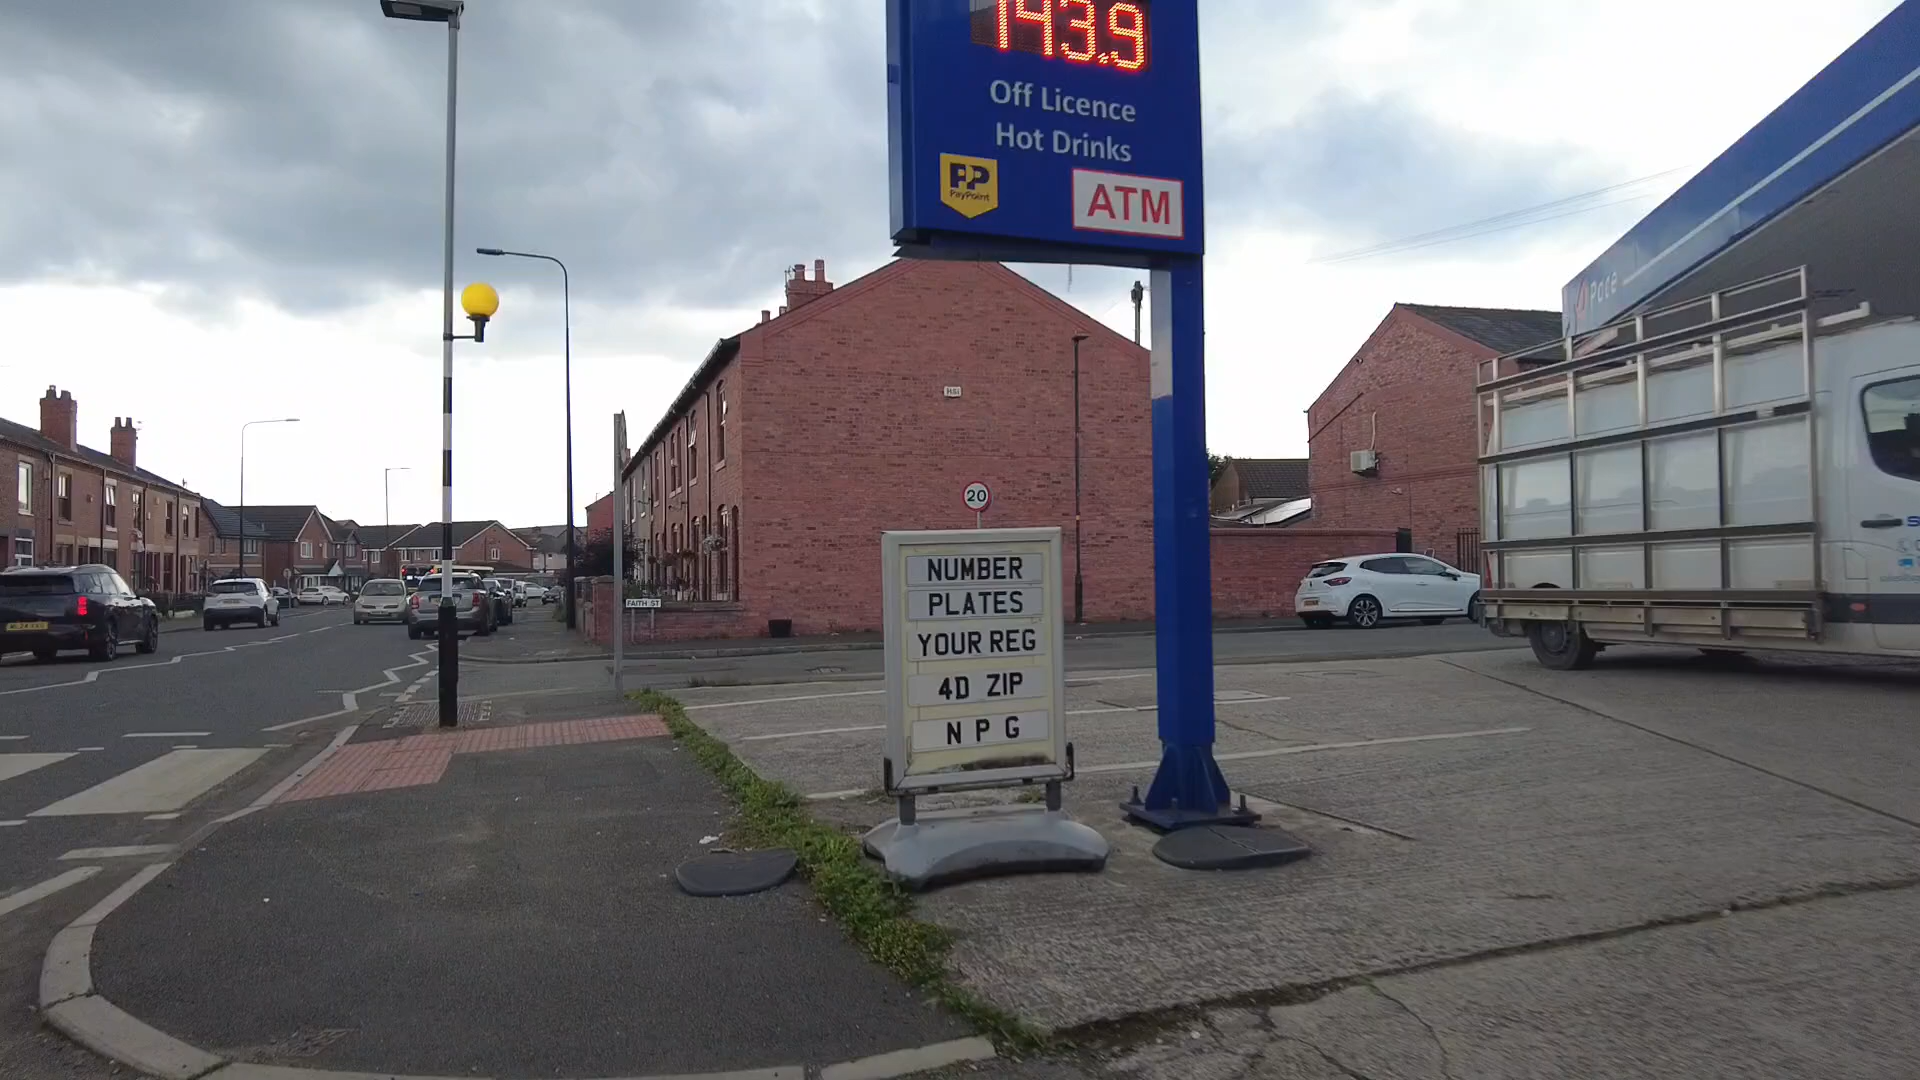 143.9
Off Licence
Hot Drinks
PP
PayPoint
ATM
Pace
20
FAITH ST
NUMBER
PLATES
YOUR REG
4D ZIP
N P G